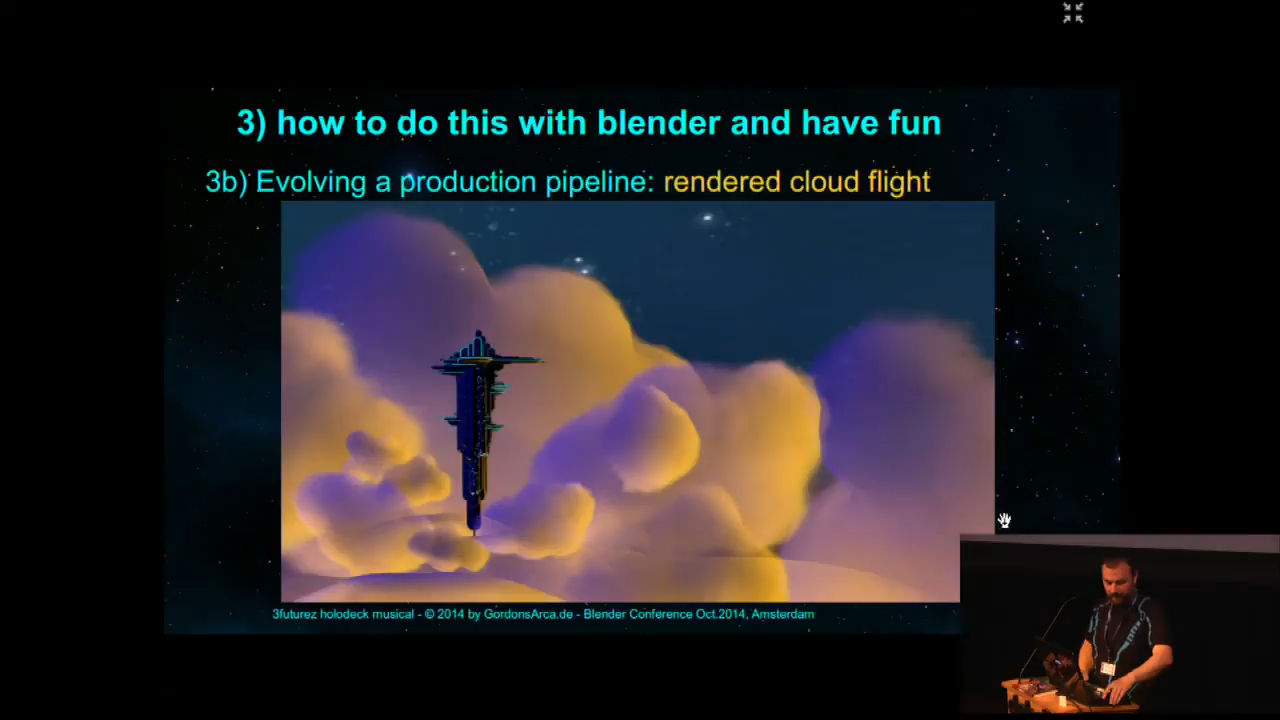 3) how to do this with blender and have fun
3b) Evolving a production pipeline: rendered cloud flight
3futurez holodeck musical - © 2014 by GordonsArca.de - Blender Conference Oct.2014, Amsterdam